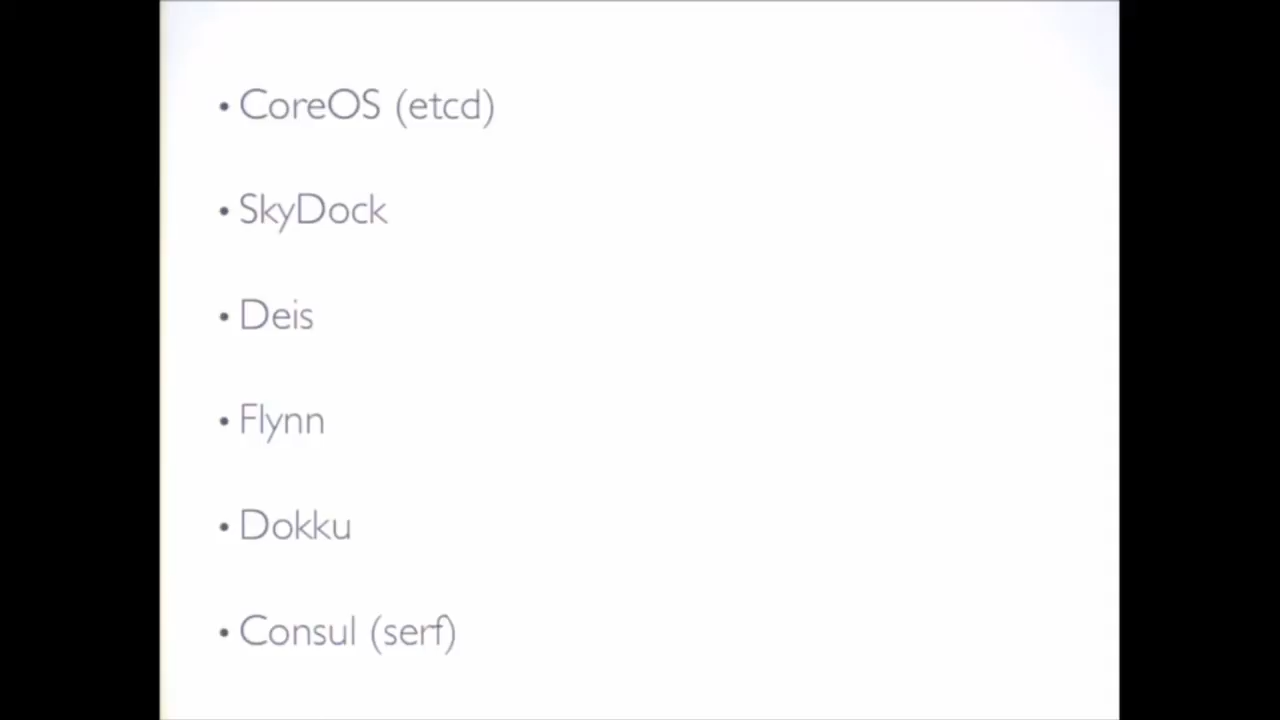 • CoreOS (etcd)
• SkyDock
• Deis
• Flynn
• Dokku
• Consul (serf)